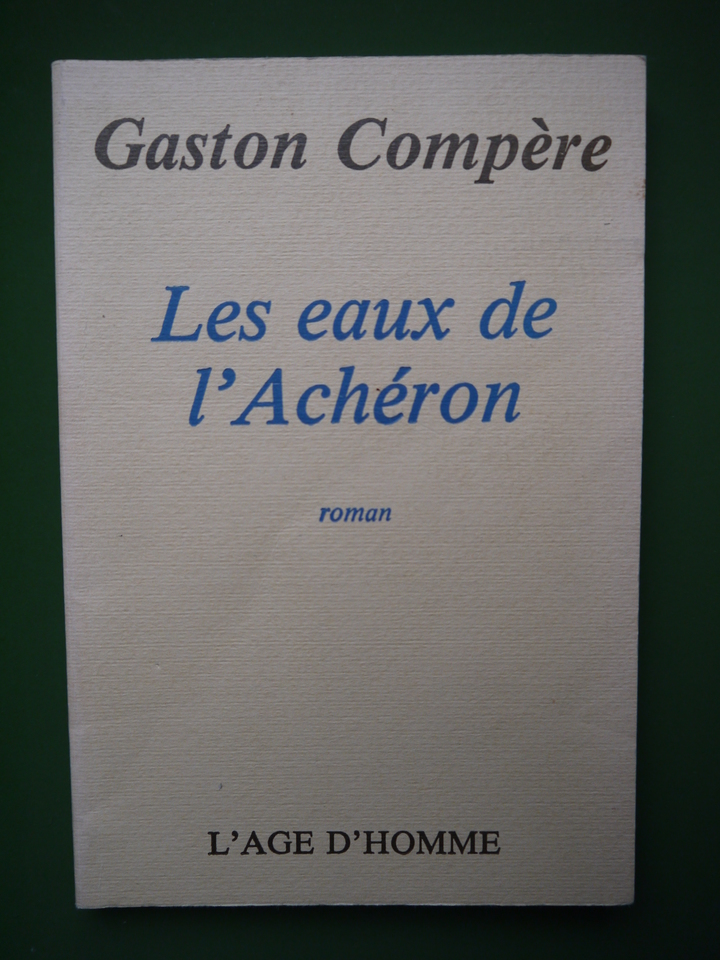 Gaston Compère
Les eaux de
l'Achéron
roman
L'AGE D'HOMME